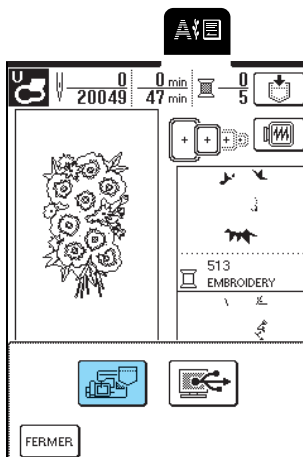 A
U
0 0 min 0
20049 47 min 5
513
EMBROIDERY
FERMER